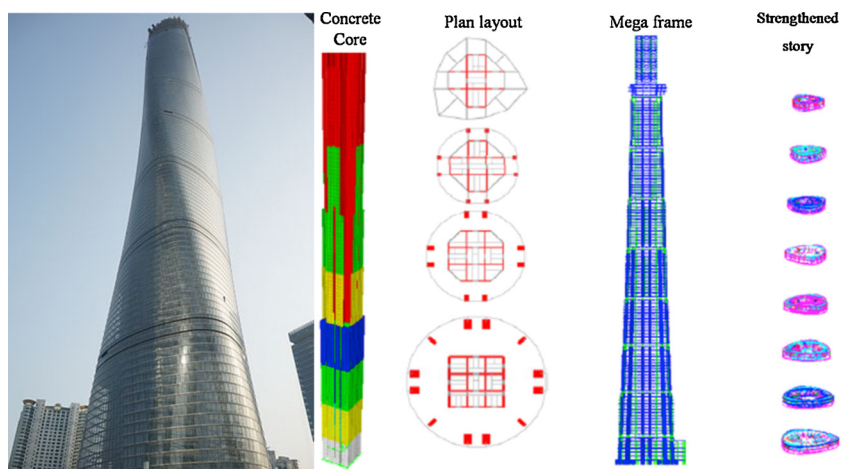 Concrete
Core
Plan layout
Mega frame
Strengthened
story